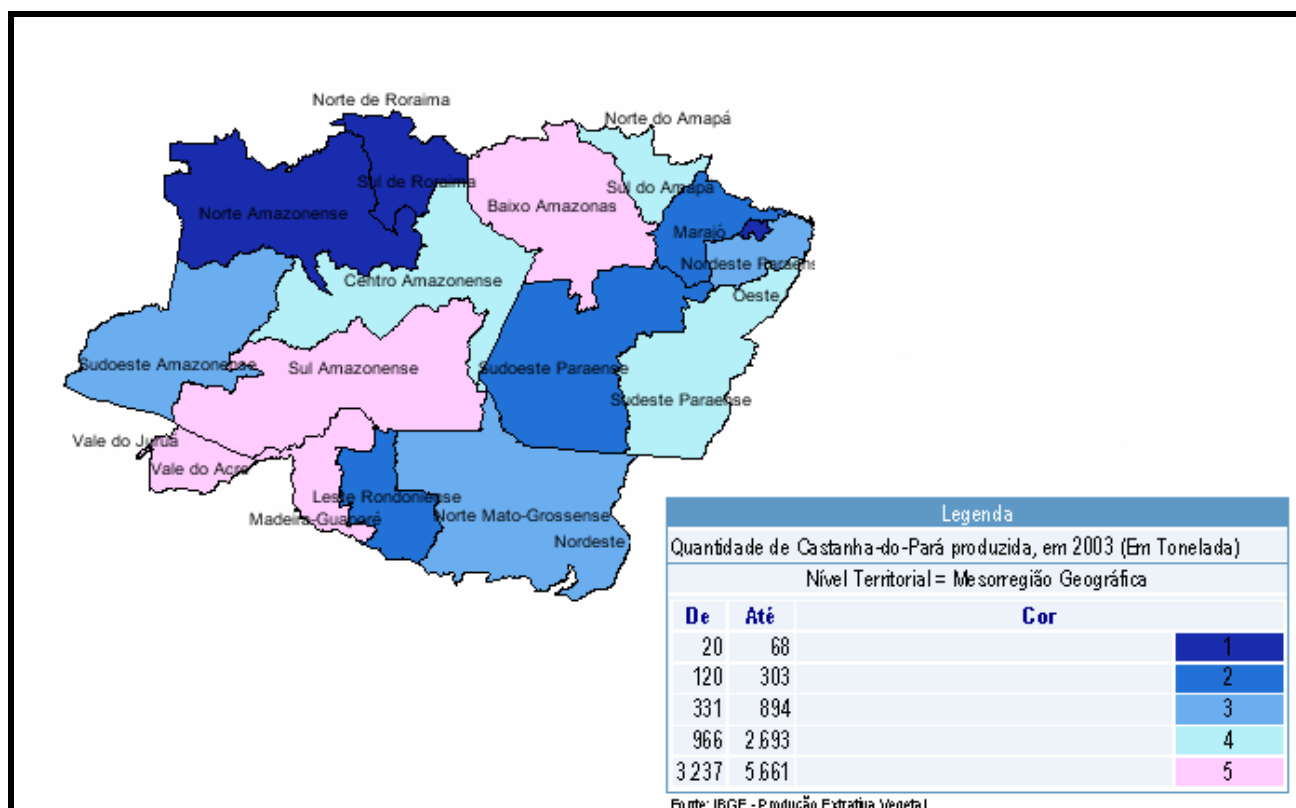 Norte de Roraima
Norte do Amapá
Sul de Roraima
Sul do Amapá
Norte Amazonense
Baixo Amazonas
Marajó
Nordeste Paraens
Centro Amazonense
Oeste
Sudoeste Amazonense
Sul Amazonense
Sudoeste Paraense
Sudeste Paraense
Vale do Juruá
Vale do Acre
Leste Rondoniense
Madeira-Guaporé
Norte Mato-Grossense
Nordeste
Legenda
Quantidade de Castanha-do-Pará produzida, em 2003 (Em Tonelada)
Nível Territorial = Mesorregião Geográfica
De Até Cor
20 68 1
120 303 2
331 894 3
966 2.693 4
3.237 5.661 5
Fonte: IBGE - Produção Extrativa Vegetal